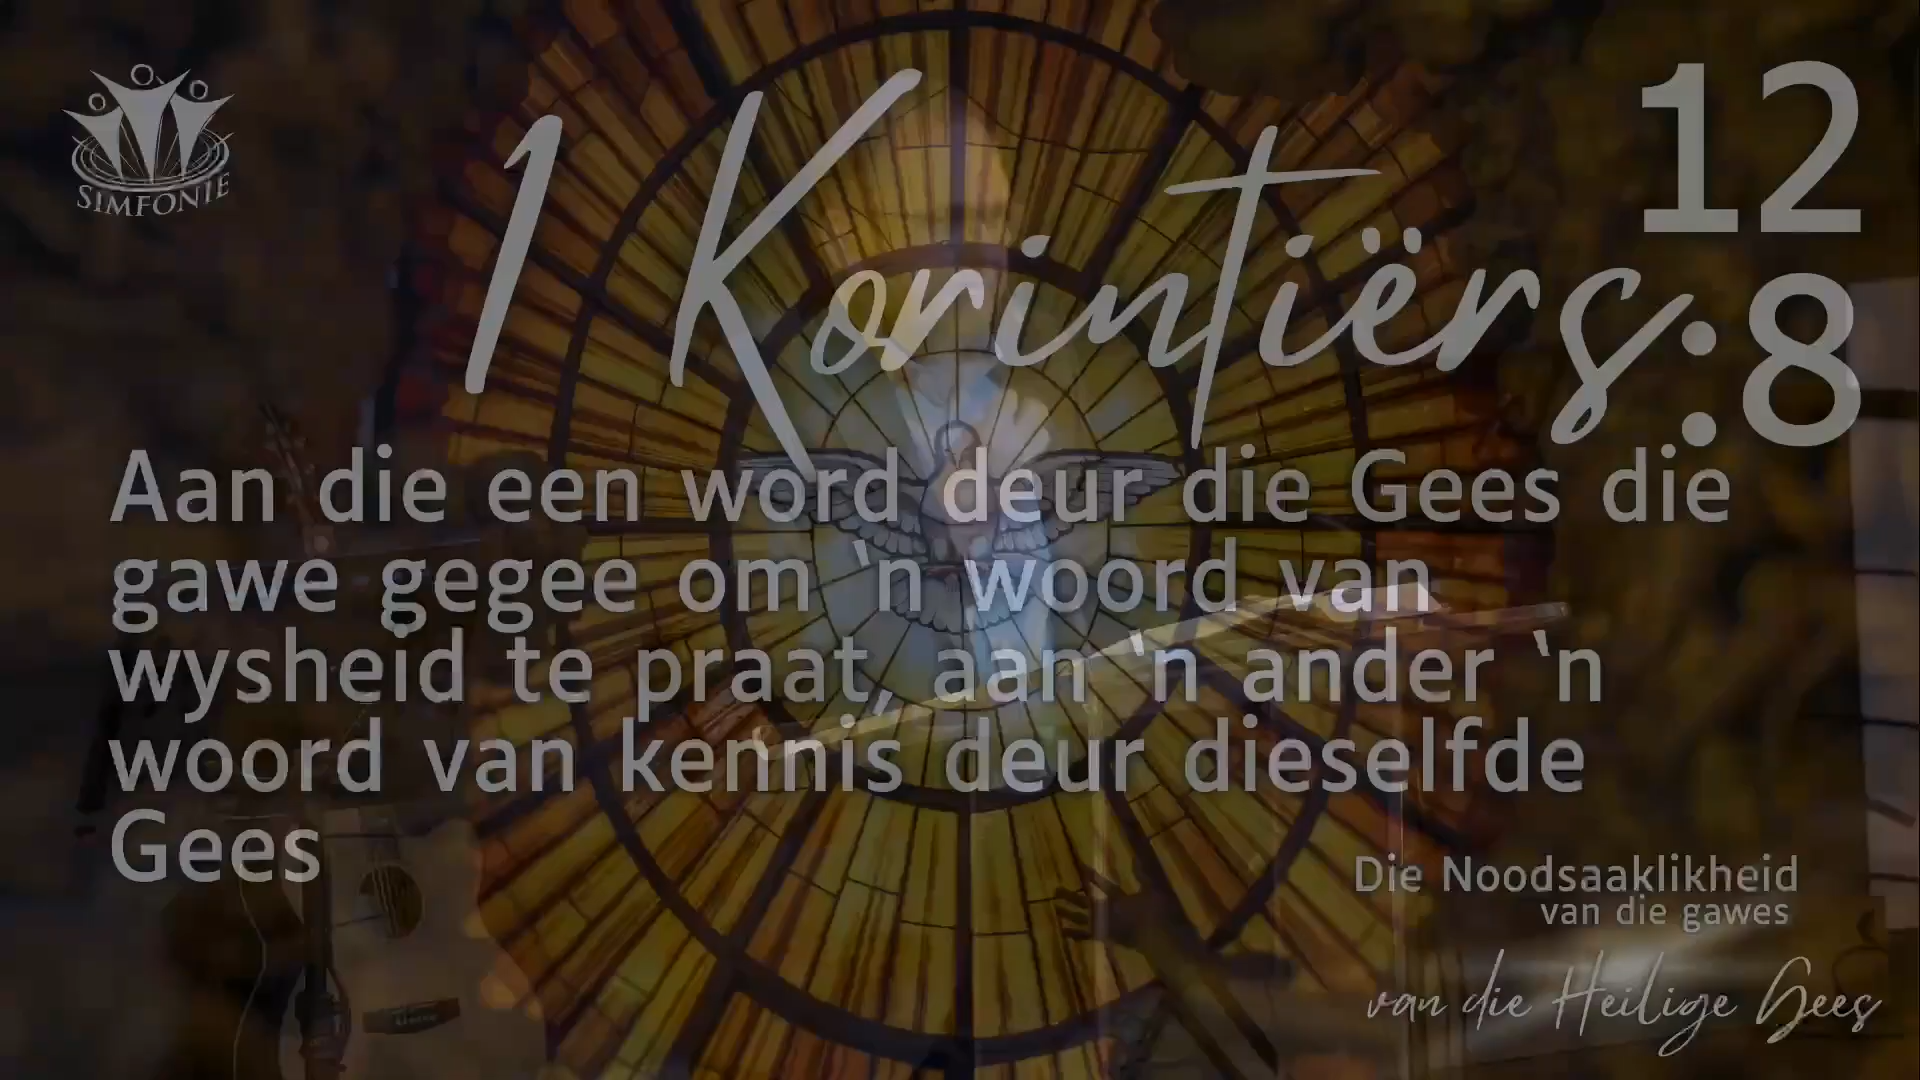 SIMFONIE
1 Korintiërs
12
:8
Aan die een word deur die Gees die
gawe gegee om ‘n woord van
wysheid te praat, aan ‘n ander ‘n
woord van kennis deur dieselfde
Gees
Die Noodsaaklikheid
van die gawes
van die Heilige Gees